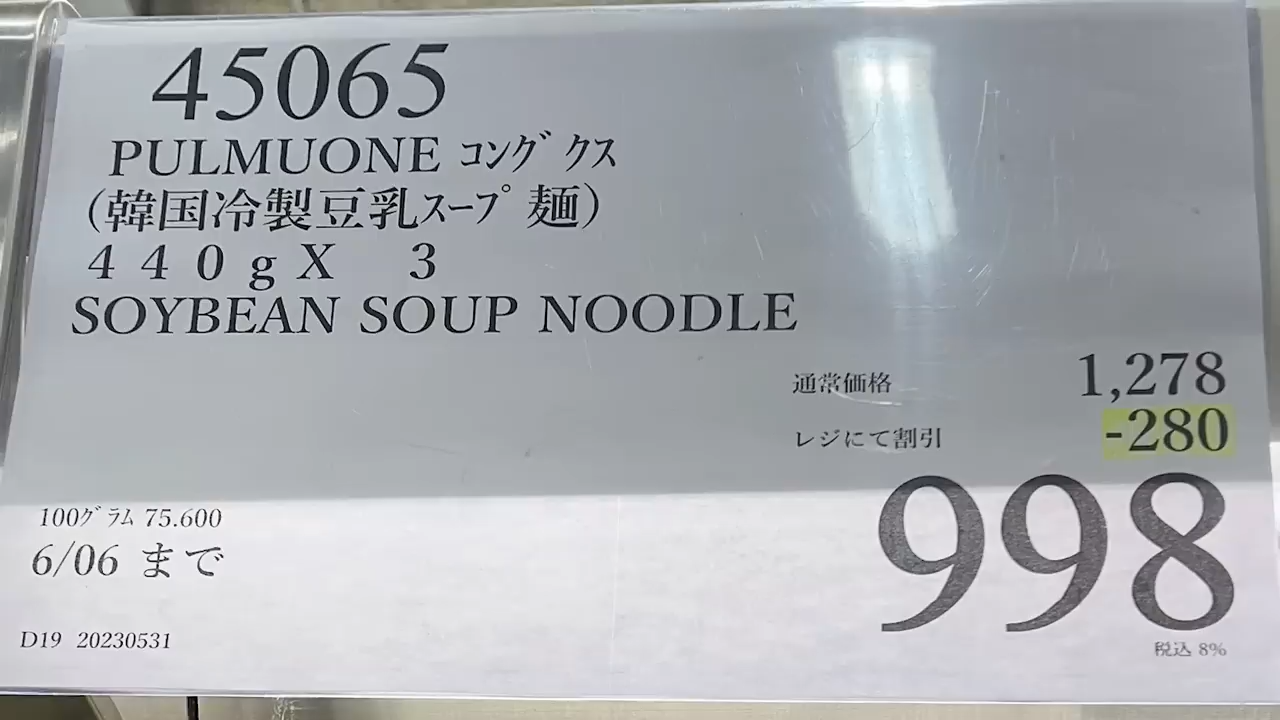 45065
PULMUONE コングクス
(韓国冷製豆乳スープ 麺)
440gX 3
SOYBEAN SOUP NOODLE
通常価格 1,278
レジにて割引 -280
998
税込 8%
100グラム 75.600
6/06 まで
D19 20230531